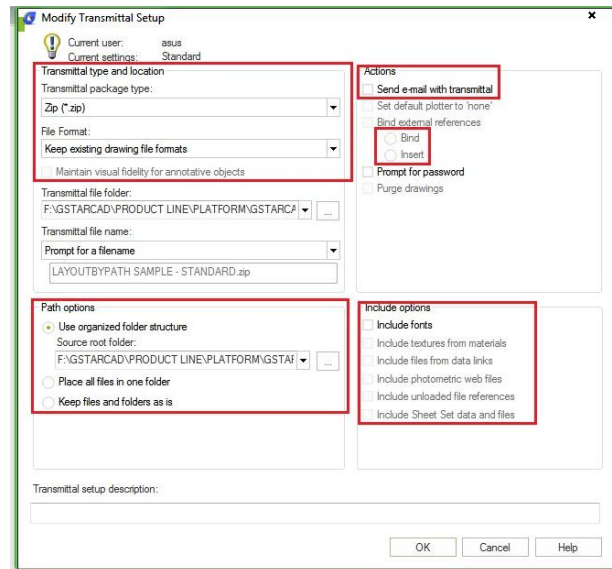 Modify Transmittal Setup
Current user: asus
Current settings: Standard
Transmittal type and location
Transmittal package type:
Zip (*.zip)
File Format:
Keep existing drawing file formats
Maintain visual fidelity for annotative objects
Transmittal file folder:
F:\GSTARCAD\PRODUCT LINE\PLATFORM\GSTARCA
...
Transmittal file name:
Prompt for a filename
LAYOUTBYPATH SAMPLE - STANDARD.zip
Actions
Send e-mail with transmittal
Set default plotter to 'none'
Bind external references
Bind
Insert
Prompt for password
Purge drawings
Path options
Use organized folder structure
Source root folder:
F:\GSTARCAD\PRODUCT LINE\PLATFORM\GSTAF
...
Place all files in one folder
Keep files and folders as is
Include options
Include fonts
Include textures from materials
Include files from data links
Include photometric web files
Include unloaded file references
Include Sheet Set data and files
Transmittal setup description:
OK Cancel Help